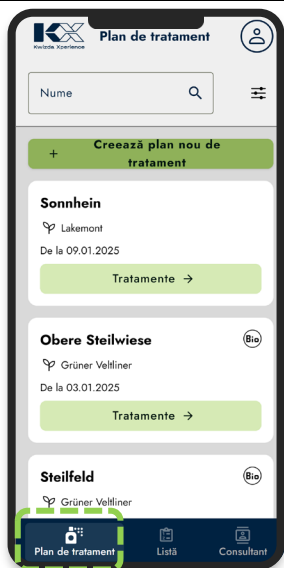 KX
Kwizda Xperience
Plan de tratament
Nume
+ Creează plan nou de
tratament
Sonnhein
Lakemont
De la 09.01.2025
Tratamente →
Obere Steilwiese
Bio
Grüner Veltliner
De la 03.01.2025
Tratamente →
Steilfeld
Bio
Grüner Veltliner
Plan de tratament
Listă
Consultant